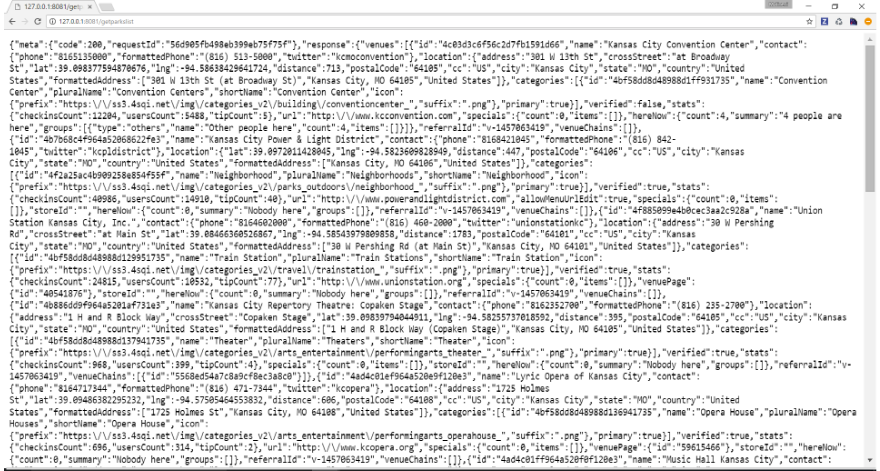 127.0.0.1:8081/getp
127.0.0.1:8081/getparkslist
{"meta":{"code":200,"requestId":"56d905fb498eb399eb75f75f"},"response":{"venues":[{"id":"4c03d3c6f56c2d7fb1591d66","name":"Kansas City Convention Center","contact":
{"phone":"8165135000","formattedPhone":"(816) 513-5000","twitter":"kcmoconvention"},"location":{"address":"301 W 13th St","crossStreet":"at Broadway
St","lat":39.098377594870676,"lng":-94.58638429641724,"distance":713,"postalCode":"64105","cc":"US","city":"Kansas City","state":"MO","country":"United
States","formattedAddress":["301 W 13th St (at Broadway St)","Kansas City, MO 64105","United States"]},"categories":[{"id":"4bf58dd8d48988d1ff931735","name":"Convention
Center","pluralName":"Convention Centers","shortName":"Convention Center","icon":
{"prefix":"https:\/\/ss3.4sqi.net\/img\/categories_v2\/building\/conventioncenter_","suffix":".png"},"primary":true}],"verified":false,"stats":
{"checkinsCount":12204,"usersCount":5488,"tipCount":5},"url":"http:\/\/www.kcconvention.com","specials":{"count":0,"items":[]},"hereNow":{"count":4,"summary":"4 people are
here","groups":[{"type":"others","name":"Other people here","count":4,"items":[]}]},"referralId":"v-1457063419","venueChains":[]},
{"id":"4b7b68c4f964a52068622fe3","name":"Kansas City Power & Light District","contact":{"phone":"8168421045","formattedPhone":"(816) 842-
1045","twitter":"kcpldistrict"},"location":{"lat":39.0972011420045,"lng":-94.5823609828949,"distance":447,"postalCode":"64106","cc":"US","city":"Kansas
City","state":"MO","country":"United States","formattedAddress":["Kansas City, MO 64106","United States"]},"categories":
[{"id":"4f2a25ac4b909258e854f55f","name":"Neighborhood","pluralName":"Neighborhoods","shortName":"Neighborhood","icon":
{"prefix":"https:\/\/ss3.4sqi.net\/img\/categories_v2\/parks_outdoors\/neighborhood_","suffix":".png"},"primary":true}],"verified":true,"stats":
{"checkinsCount":40986,"usersCount":14910,"tipCount":40},"url":"http:\/\/www.powerandlightdistrict.com","allowMenuUrlEdit":true,"specials":{"count":0,"items":
[]},"storeId":"","hereNow":{"count":0,"summary":"Nobody here","groups":[]},"referralId":"v-1457063419","venueChains":[]},{"id":"4f885099e4b0cec3aa2c928a","name":"Union
Station Kansas City, Inc.","contact":{"phone":"8164602000","formattedPhone":"(816) 460-2000","twitter":"unionstationkc"},"location":{"address":"30 W Pershing
Rd","crossStreet":"at Main St","lat":39.08466360526867,"lng":-94.58543979809858,"distance":1783,"postalCode":"64101","cc":"US","city":"Kansas
City","state":"MO","country":"United States","formattedAddress":["30 W Pershing Rd (at Main St)","Kansas City, MO 64101","United States"]},"categories":
[{"id":"4bf58dd8d48988d129951735","name":"Train Station","pluralName":"Train Stations","shortName":"Train Station","icon":
{"prefix":"https:\/\/ss3.4sqi.net\/img\/categories_v2\/travel\/trainstation_","suffix":".png"},"primary":true}],"verified":true,"stats":
{"checkinsCount":24815,"usersCount":10532,"tipCount":77},"url":"http:\/\/www.unionstation.org","specials":{"count":0,"items":[]},"venuePage":
{"id":"40541876"},"storeId":"","hereNow":{"count":0,"summary":"Nobody here","groups":[]},"referralId":"v-1457063419","venueChains":[]},
{"id":"4b886dd9f964a5201af731e3","name":"Kansas City Repertory Theatre: Copaken Stage","contact":{"phone":"8162352700","formattedPhone":"(816) 235-2700"},"location":
{"address":"1 H and R Block Way","crossStreet":"Copaken Stage","lat":39.09839794044911,"lng":-94.58255737018592,"distance":395,"postalCode":"64105","cc":"US","city":"Kansas
City","state":"MO","country":"United States","formattedAddress":["1 H and R Block Way (Copaken Stage)","Kansas City, MO 64105","United States"]},"categories":
[{"id":"4bf58dd8d48988d137941735","name":"Theater","pluralName":"Theaters","shortName":"Theater","icon":
{"prefix":"https:\/\/ss3.4sqi.net\/img\/categories_v2\/arts_entertainment\/performingarts_theater_","suffix":".png"},"primary":true}],"verified":true,"stats":
{"checkinsCount":968,"usersCount":399,"tipCount":4},"specials":{"count":0,"items":[]},"storeId":"","hereNow":{"count":0,"summary":"Nobody here","groups":[]},"referralId":"v-
1457063419","venueChains":[{"id":"5568ed54a7c8a9cf8ec3a8c0"}]},{"id":"4ad4c01ef964a520e9f120e3","name":"Lyric Opera of Kansas City","contact":
{"phone":"8164717344","formattedPhone":"(816) 471-7344","twitter":"kcopera"},"location":{"address":"1725 Holmes
St","lat":39.09486382295232,"lng":-94.57505464553832,"distance":606,"postalCode":"64108","cc":"US","city":"Kansas City","state":"MO","country":"United
States","formattedAddress":["1725 Holmes St","Kansas City, MO 64108","United States"]},"categories":[{"id":"4bf58dd8d48988d136941735","name":"Opera House","pluralName":"Opera
Houses","shortName":"Opera House","icon":
{"prefix":"https:\/\/ss3.4sqi.net\/img\/categories_v2\/arts_entertainment\/performingarts_operahouse_","suffix":".png"},"primary":true}],"verified":true,"stats":
{"checkinsCount":696,"usersCount":314,"tipCount":2},"url":"http:\/\/www.kcopera.org","specials":{"count":0,"items":[]},"venuePage":{"id":"59615466"},"storeId":"","hereNow":
{"count":0,"summary":"Nobody here","groups":[]},"referralId":"v-1457063419","venueChains":[]},{"id":"4ad4c01ff964a520f0f120e3","name":"Music Hall Kansas City","contact":